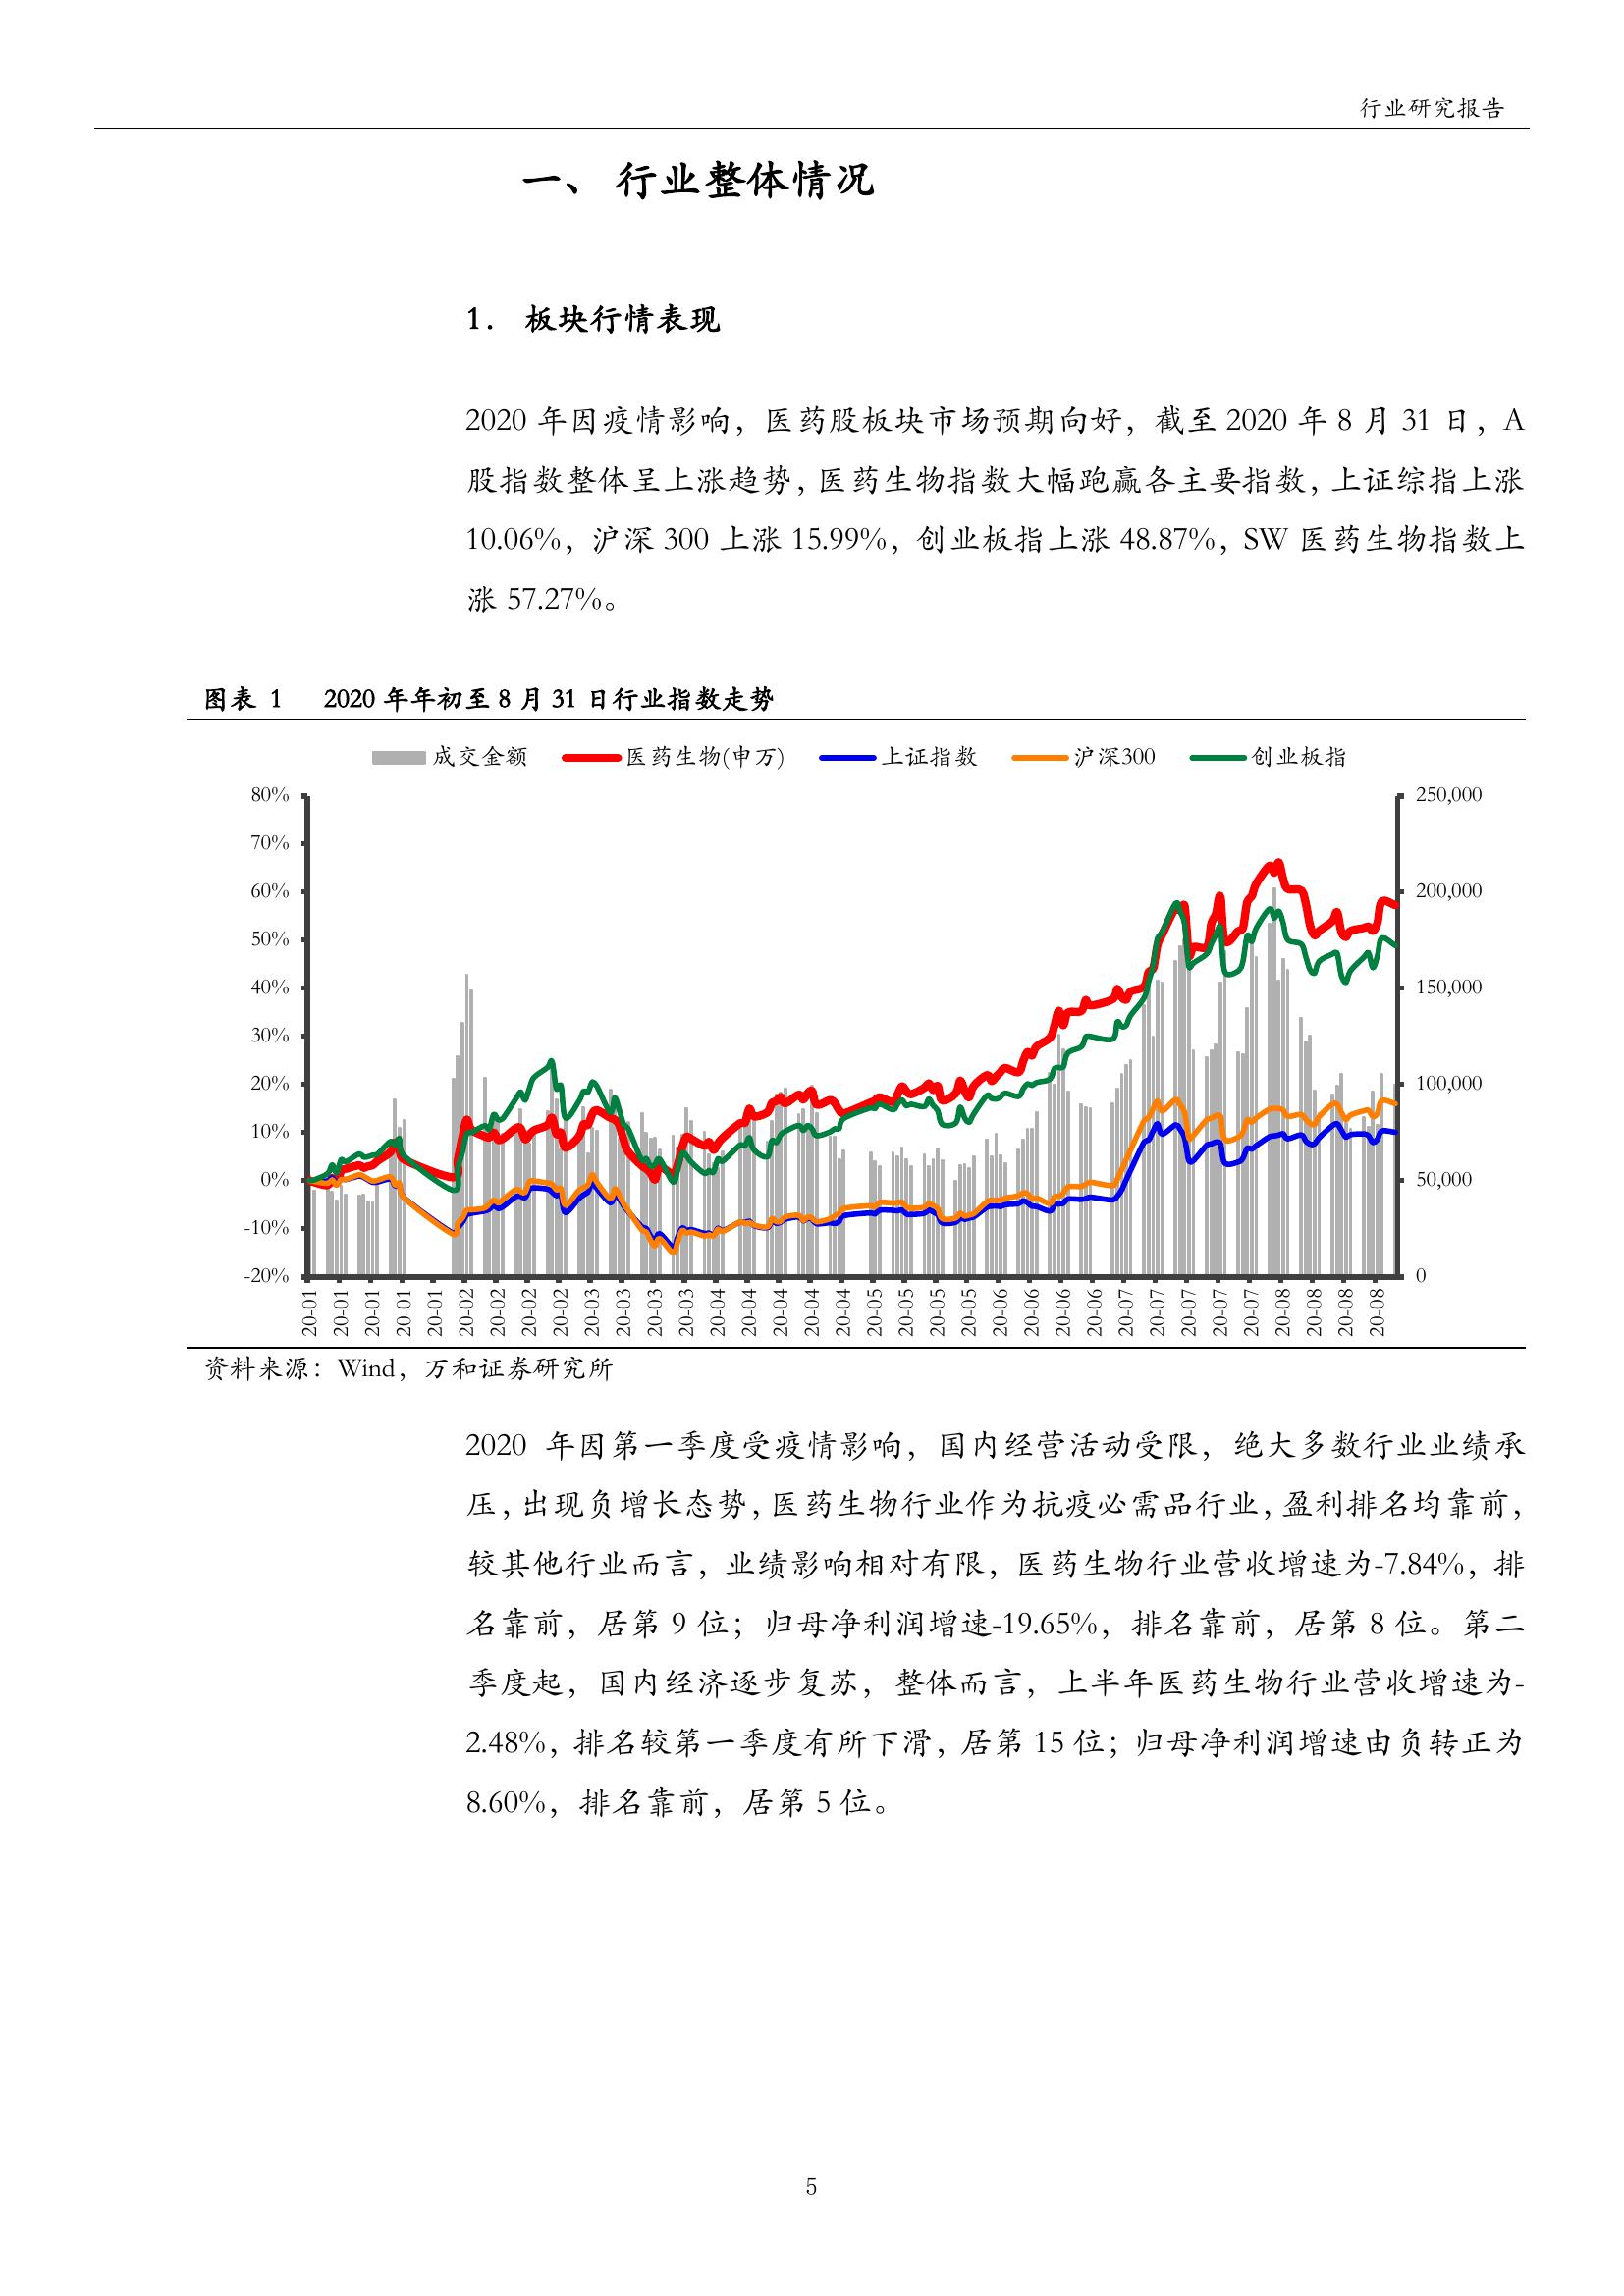 行业研究报告
一、 行业整体情况
1. 板块行情表现
2020 年因疫情影响，医药股板块市场预期向好，截至 2020 年 8 月 31 日，A
股指数整体呈上涨趋势，医药生物指数大幅跑赢各主要指数，上证综指上涨
10.06%，沪深 300 上涨 15.99%，创业板指上涨 48.87%，SW 医药生物指数上
涨 57.27%。
图表 1 2020 年年初至 8 月 31 日行业指数走势
成交金额 医药生物(申万) 上证指数 沪深300 创业板指
80% 250,000
70%
60% 200,000
50%
40% 150,000
30%
20% 100,000
10%
0% 50,000
-10%
-20% 0
20-01 20-01 20-01 20-01 20-01 20-02 20-02 20-02 20-02 20-03 20-03 20-03 20-03 20-04 20-04 20-04 20-04 20-04 20-05 20-05 20-05 20-05 20-06 20-06 20-06 20-06 20-07 20-07 20-07 20-07 20-07 20-08 20-08 20-08 20-08
资料来源：Wind，万和证券研究所
2020 年因第一季度受疫情影响，国内经营活动受限，绝大多数行业业绩承
压，出现负增长态势，医药生物行业作为抗疫必需品行业，盈利排名均靠前，
较其他行业而言，业绩影响相对有限，医药生物行业营收增速为-7.84%，排
名靠前，居第 9 位；归母净利润增速-19.65%，排名靠前，居第 8 位。第二
季度起，国内经济逐步复苏，整体而言，上半年医药生物行业营收增速为-
2.48%，排名较第一季度有所下滑，居第 15 位；归母净利润增速由负转正为
8.60%，排名靠前，居第 5 位。
5